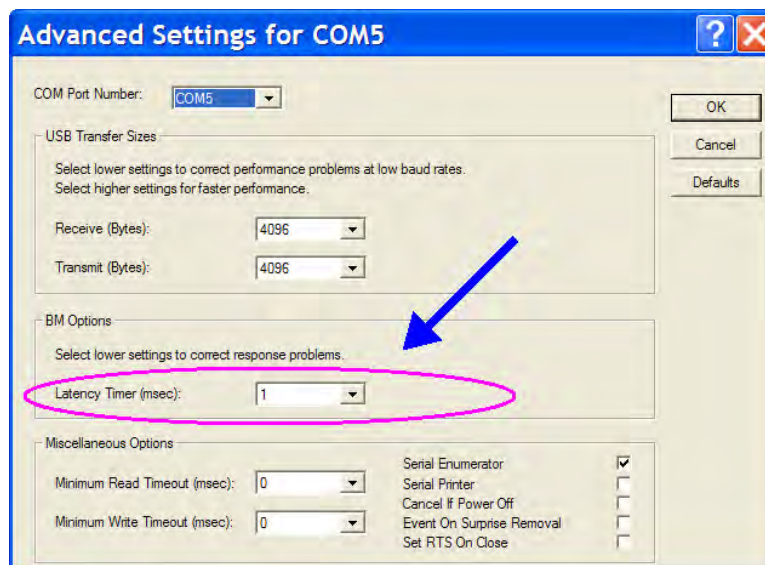 Advanced Settings for COM5
COM Port Number: COM5
OK
Cancel
Defaults
USB Transfer Sizes
Select lower settings to correct performance problems at low baud rates.
Select higher settings for faster performance.
Receive (Bytes): 4096
Transmit (Bytes): 4096
BM Options
Select lower settings to correct response problems.
Latency Timer (msec): 1
Miscellaneous Options
Minimum Read Timeout (msec): 0
Minimum Write Timeout (msec): 0
Serial Enumerator
Serial Printer
Cancel If Power Off
Event On Surprise Removal
Set RTS On Close